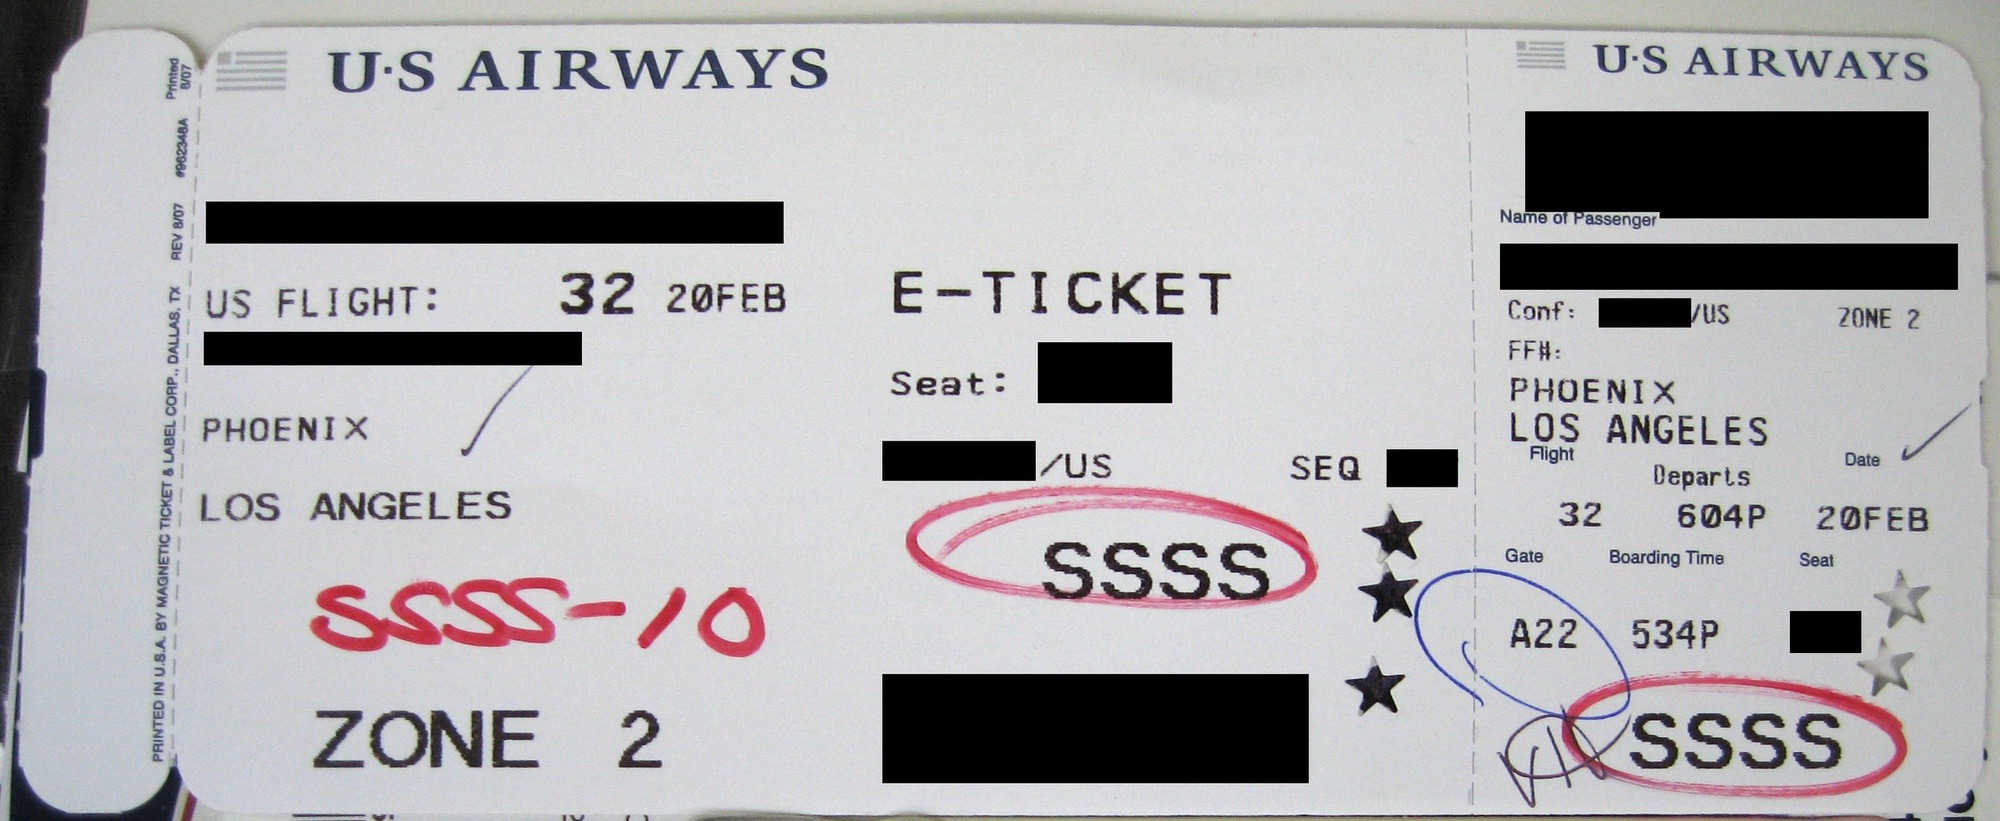 U·S AIRWAYS
US FLIGHT: 32 20FEB
PHOENIX
LOS ANGELES
SSSS-10
ZONE 2
E-TICKET
Seat:
/US SEQ
SSSS
U·S AIRWAYS
Name of Passenger
Conf: /US ZONE 2
FF#:
PHOENIX
LOS ANGELES
Flight Departs Date
32 604P 20FEB
Gate Boarding Time Seat
A22 534P
SSSS
PRINTED IN U.S.A. BY MAGNETIC TICKET & LABEL CORP., DALLAS, TX REV 8/07 #962348A Printed
8/07